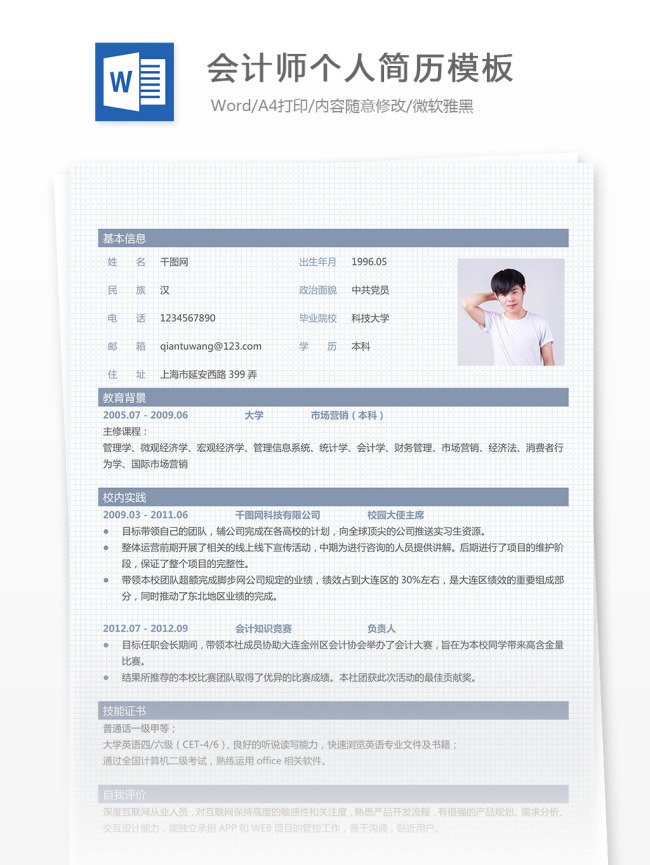 W
会计师个人简历模板
Word/A4打印/内容随意修改/微软雅黑
基本信息
姓 名 千图网 出生年月 1996.05
民 族 汉 政治面貌 中共党员
电 话 1234567890 毕业院校 科技大学
邮 箱 qiantuwang@123.com 学 历 本科
住 址 上海市延安西路 399 弄
教育背景
2005.07 - 2009.06 大学 市场营销（本科）
主修课程：
管理学、微观经济学、宏观经济学、管理信息系统、统计学、会计学、财务管理、市场营销、经济法、消费者行
为学、国际市场营销
校内实践
2009.03 - 2011.06 千图网科技有限公司 校园大使主席
● 目标带领自己的团队，辅公司完成在各高校的计划，向全球顶尖的公司推送实习生资源。
● 整体运营前期开展了相关的线上线下宣传活动，中期为进行咨询的人员提供讲解。后期进行了项目的维护阶
段，保证了整个项目的完整性。
● 带领本校团队超额完成脚步网公司规定的业绩，绩效占到大连区的 30%左右，是大连区绩效的重要组成部
分，同时推动了东北地区业绩的完成。
2012.07 - 2012.09 会计知识竞赛 负责人
● 目标任职会长期间，带领本社成员协助大连金州区会计协会举办了会计大赛，旨在为本校同学带来高含金量
比赛。
● 结果所推荐的本校比赛团队取得了优异的比赛成绩。本社团获此次活动的最佳贡献奖。
技能证书
普通话一级甲等；
大学英语四/六级（CET-4/6），良好的听说读写能力，快速浏览英语专业文件及书籍；
通过全国计算机二级考试，熟练运用 office 相关软件。
自我评价
深度互联网从业人员，对互联网保持高度的敏感性和关注度，熟悉产品开发流程，有很强的产品规划、需求分析、
交互设计能力，能独立承担 APP 和 WEB 项目的管控工作，善于沟通，贴近用户。